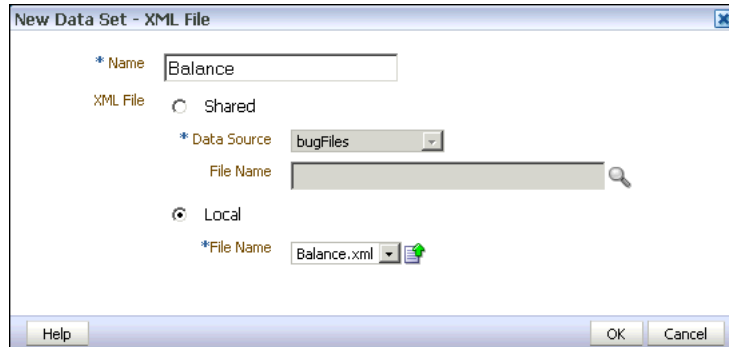 New Data Set - XML File
* Name Balance
XML File Shared
* Data Source bugFiles
File Name
Local
*File Name Balance.xml
Help OK Cancel